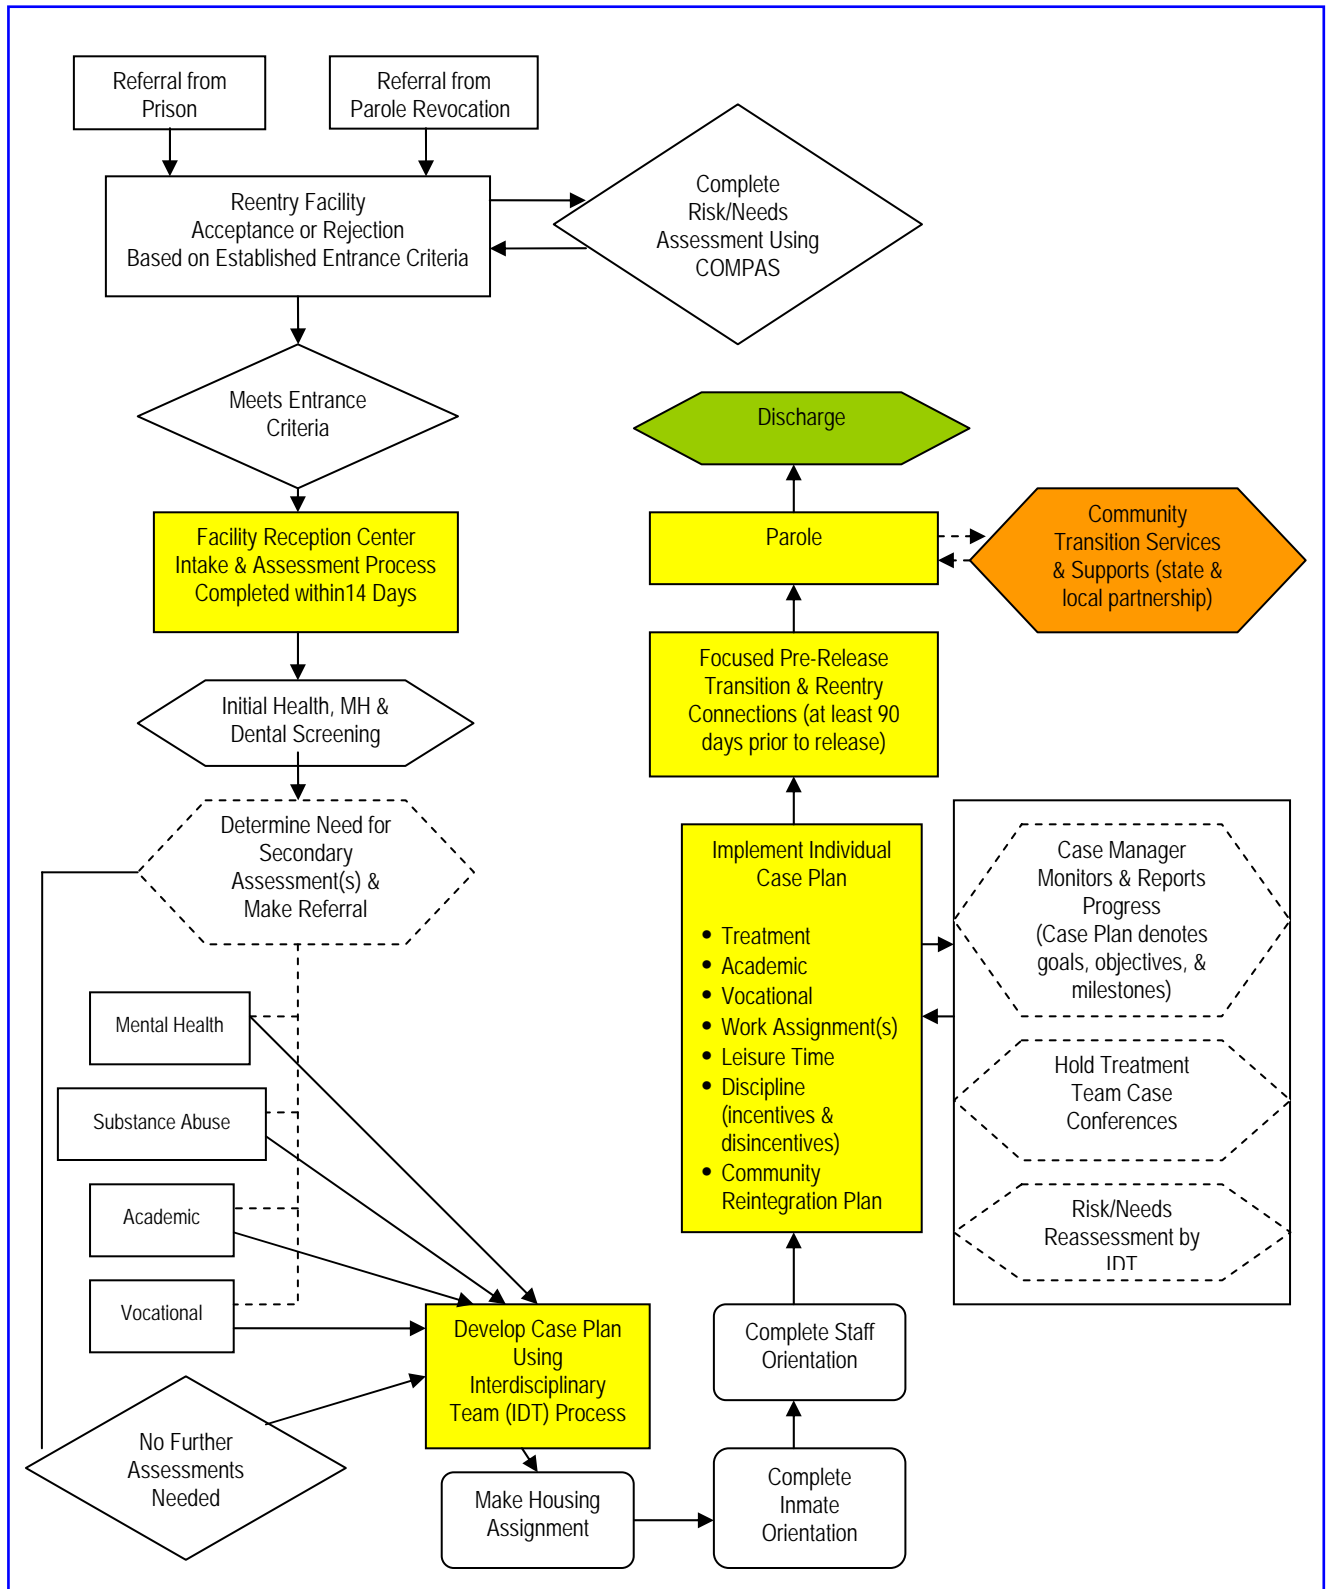 Referral from
Prison
Referral from
Parole Revocation
Reentry Facility
Acceptance or Rejection
Based on Established Entrance Criteria
Complete
Risk/Needs
Assessment Using
COMPAS
Meets Entrance
Criteria
Facility Reception Center
Intake & Assessment Process
Completed within14 Days
Initial Health, MH &
Dental Screening
Determine Need for
Secondary
Assessment(s) &
Make Referral
Mental Health
Substance Abuse
Academic
Vocational
No Further
Assessments
Needed
Develop Case Plan
Using
Interdisciplinary
Team (IDT) Process
Make Housing
Assignment
Complete
Inmate
Orientation
Complete Staff
Orientation
Implement Individual
Case Plan
• Treatment
• Academic
• Vocational
• Work Assignment(s)
• Leisure Time
• Discipline
(incentives &
disincentives)
• Community
Reintegration Plan
Case Manager
Monitors & Reports
Progress
(Case Plan denotes
goals, objectives, &
milestones)
Hold Treatment
Team Case
Conferences
Risk/Needs
Reassessment by
IDT
Focused Pre-Release
Transition & Reentry
Connections (at least 90
days prior to release)
Parole
Community
Transition Services
& Supports (state &
local partnership)
Discharge